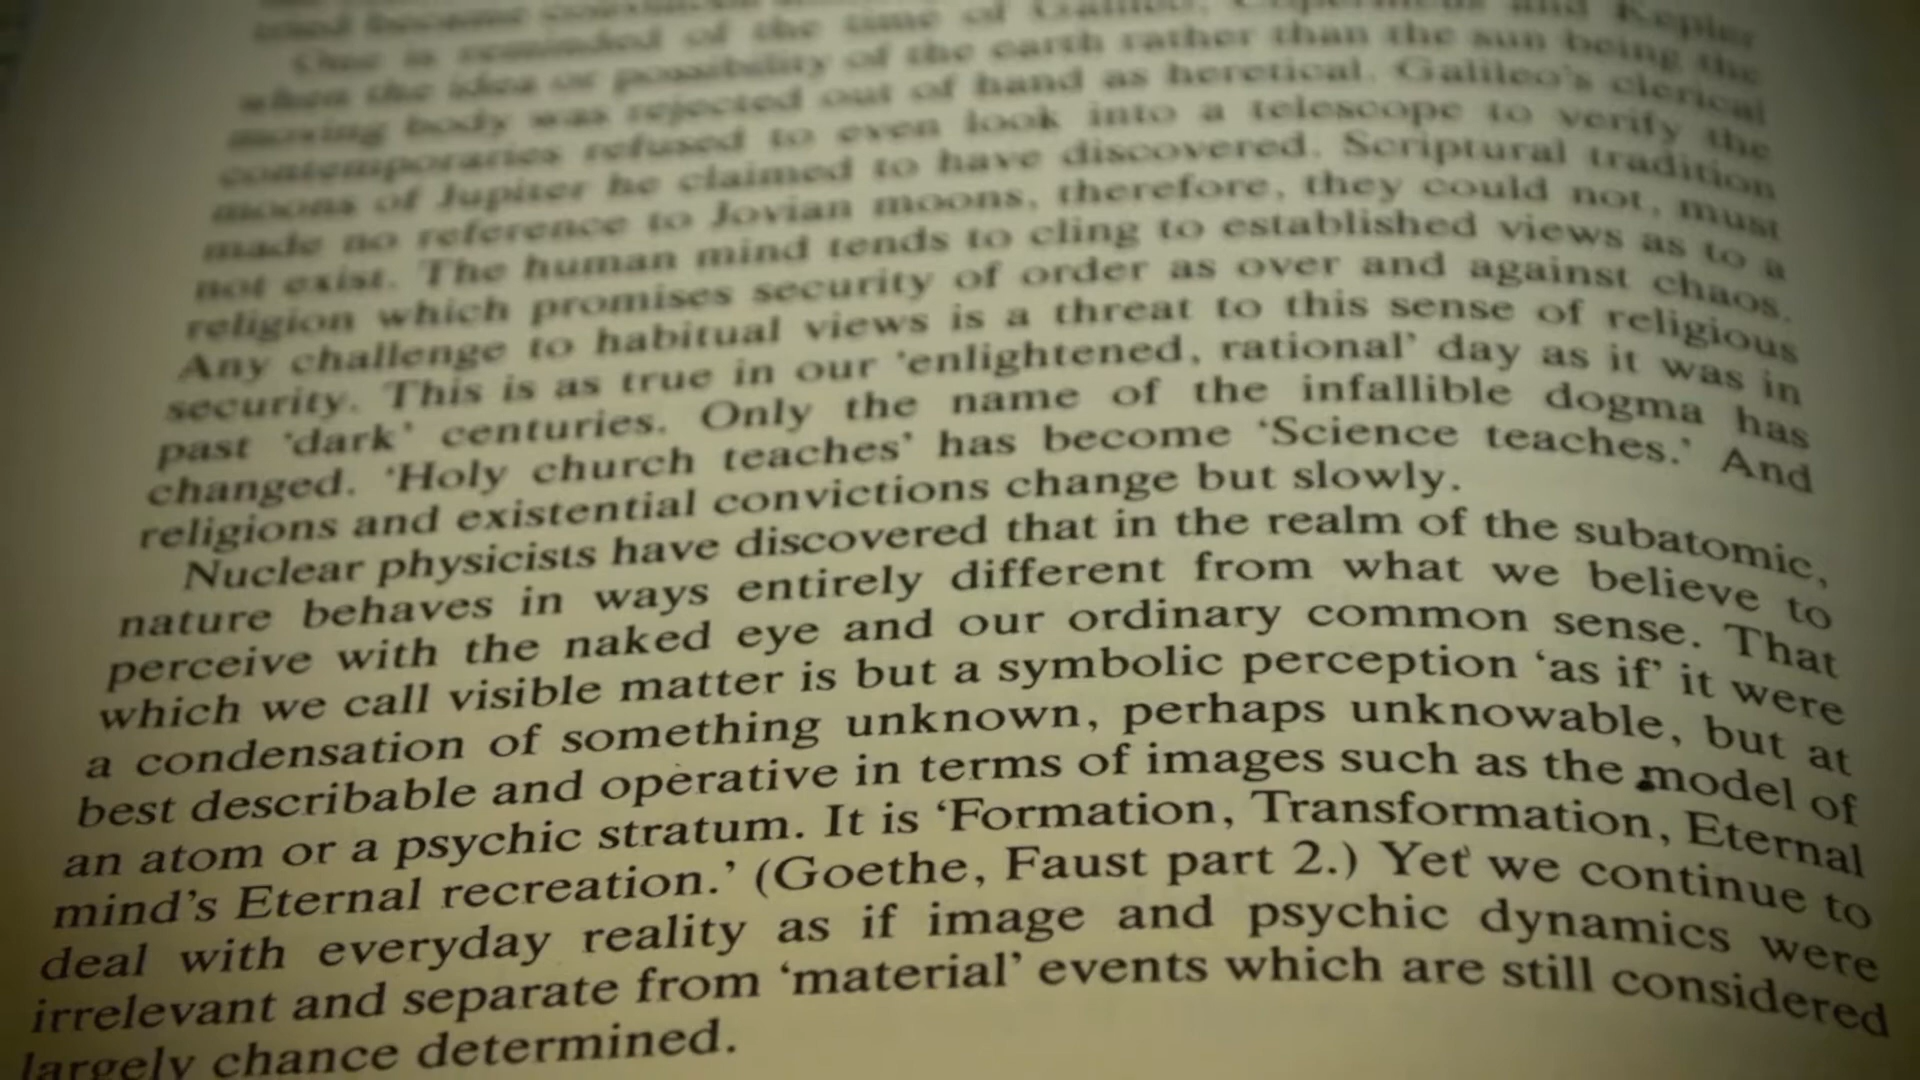 One is reminded of the time of Galileo, Copernicus and Kepler
when the idea or possibility of the earth rather than the sun being the
moving body was rejected out of hand as heretical. Galileo's clerical
contemporaries refused to even look into a telescope to verify the
moons of Jupiter he claimed to have discovered. Scriptural tradition
made no reference to Jovian moons, therefore, they could not, must
not exist. The human mind tends to cling to established views as to a
religion which promises security of order as over and against chaos.
Any challenge to habitual views is a threat to this sense of religious
security. This is as true in our 'enlightened, rational' day as it was in
past 'dark' centuries. Only the name of the infallible dogma has
changed. 'Holy church teaches' has become 'Science teaches.' And
religions and existential convictions change but slowly.
Nuclear physicists have discovered that in the realm of the subatomic,
nature behaves in ways entirely different from what we believe to
perceive with the naked eye and our ordinary common sense. That
which we call visible matter is but a symbolic perception 'as if' it were
a condensation of something unknown, perhaps unknowable, but at
best describable and operative in terms of images such as the model of
an atom or a psychic stratum. It is 'Formation, Transformation, Eternal
mind's Eternal recreation.' (Goethe, Faust part 2.) Yet we continue to
deal with everyday reality as if image and psychic dynamics were
irrelevant and separate from 'material' events which are still considered
largely chance determined.